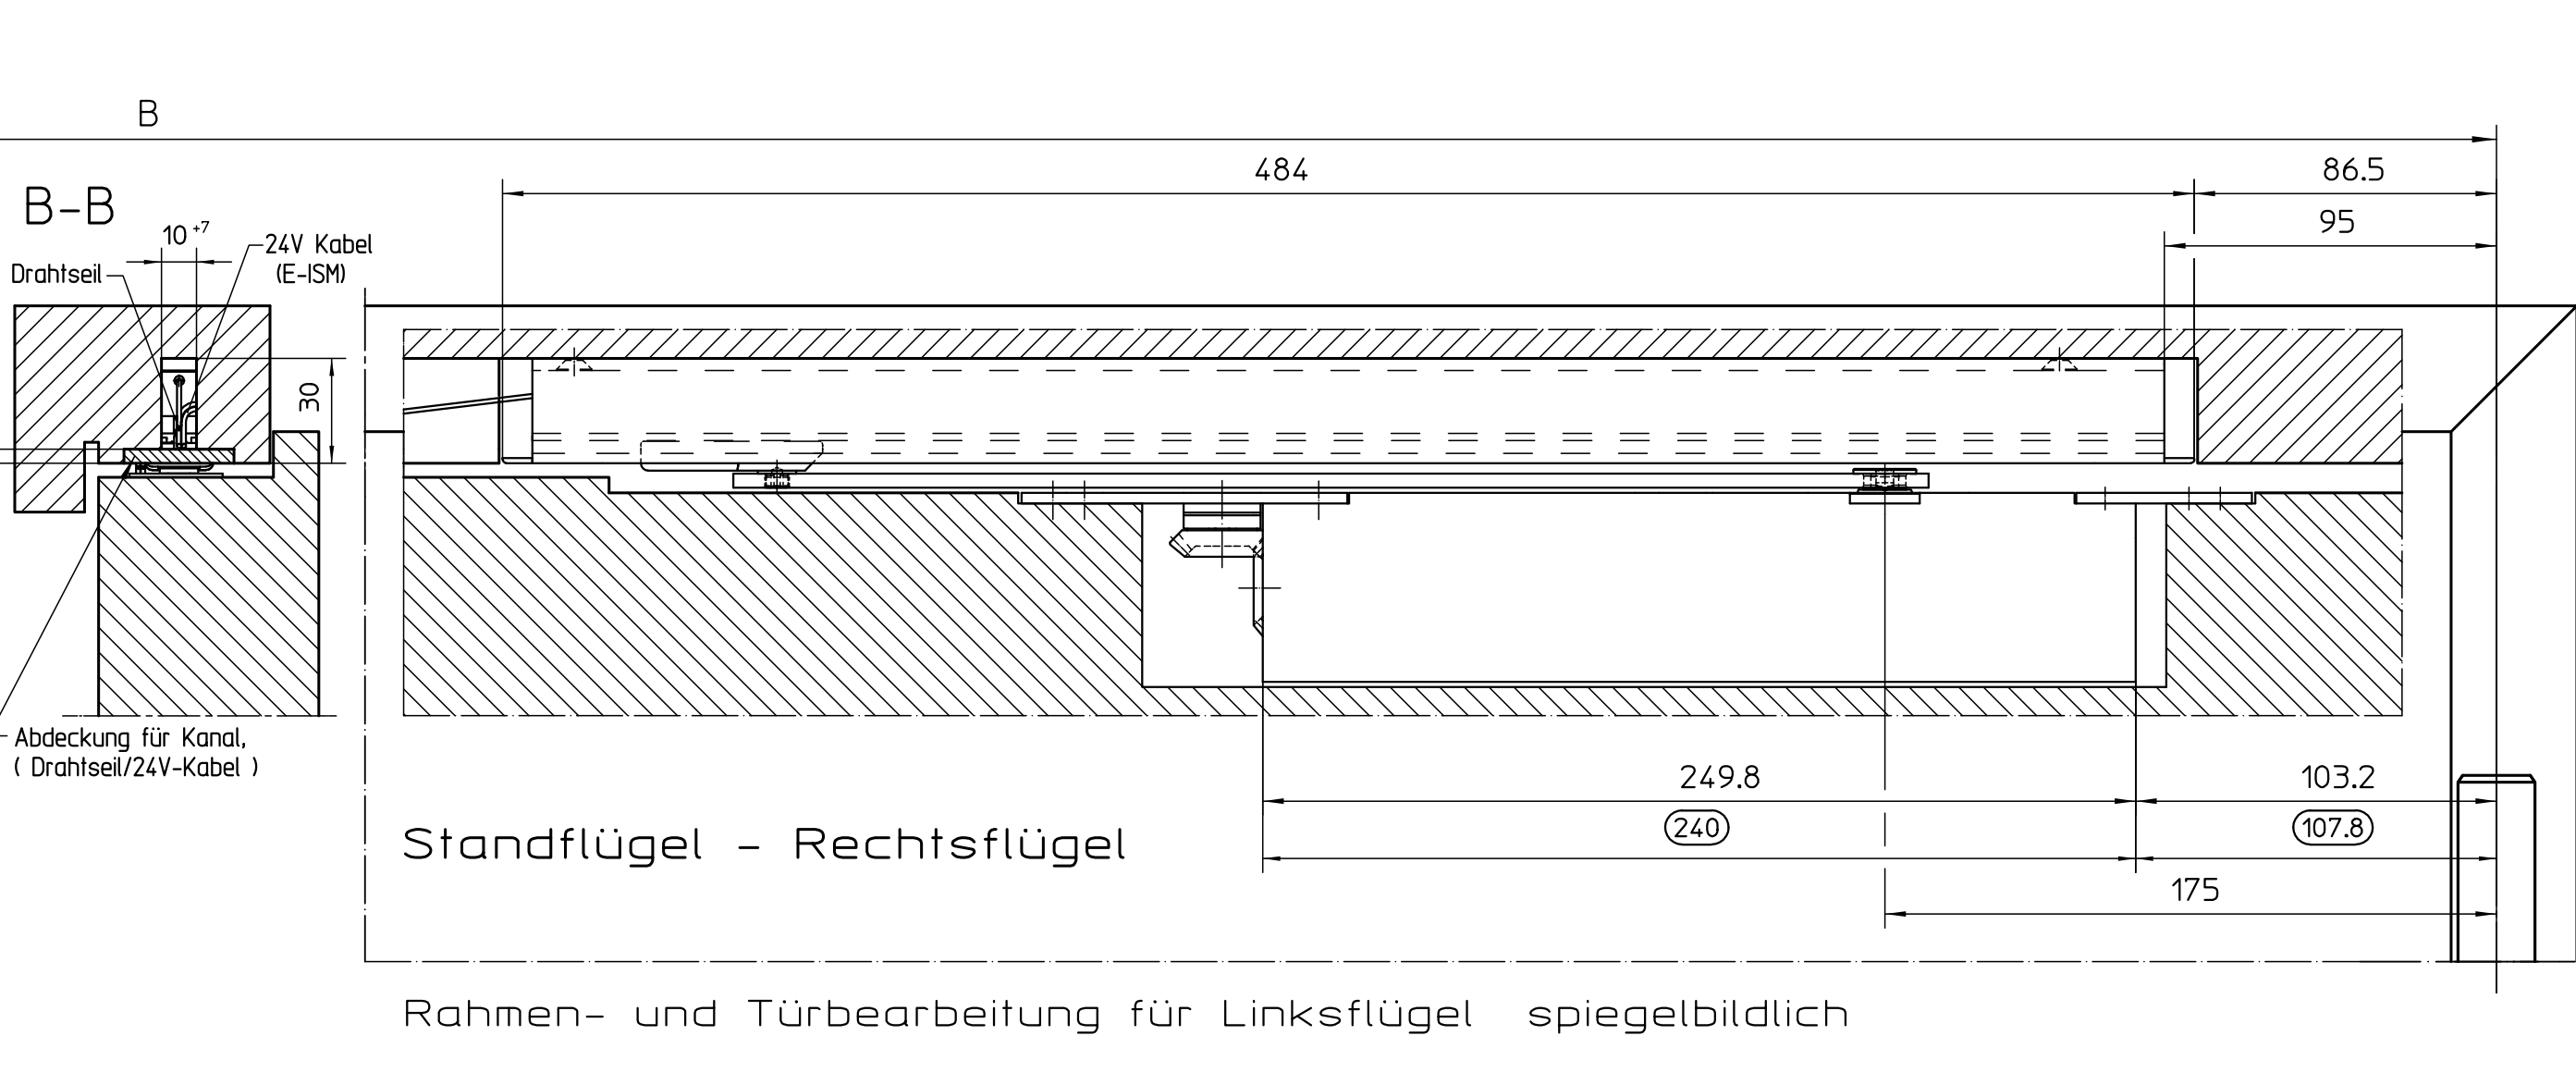 B
484
86.5
B-B
95
10 +7
24V Kabel
(E-ISM)
Drahtseil
30
Abdeckung für Kanal,
( Drahtseil/24V-Kabel )
249.8
103.2
240
107.8
Standflügel - Rechtsflügel
175
Rahmen- und Türbearbeitung für Linksflügel spiegelbildlich